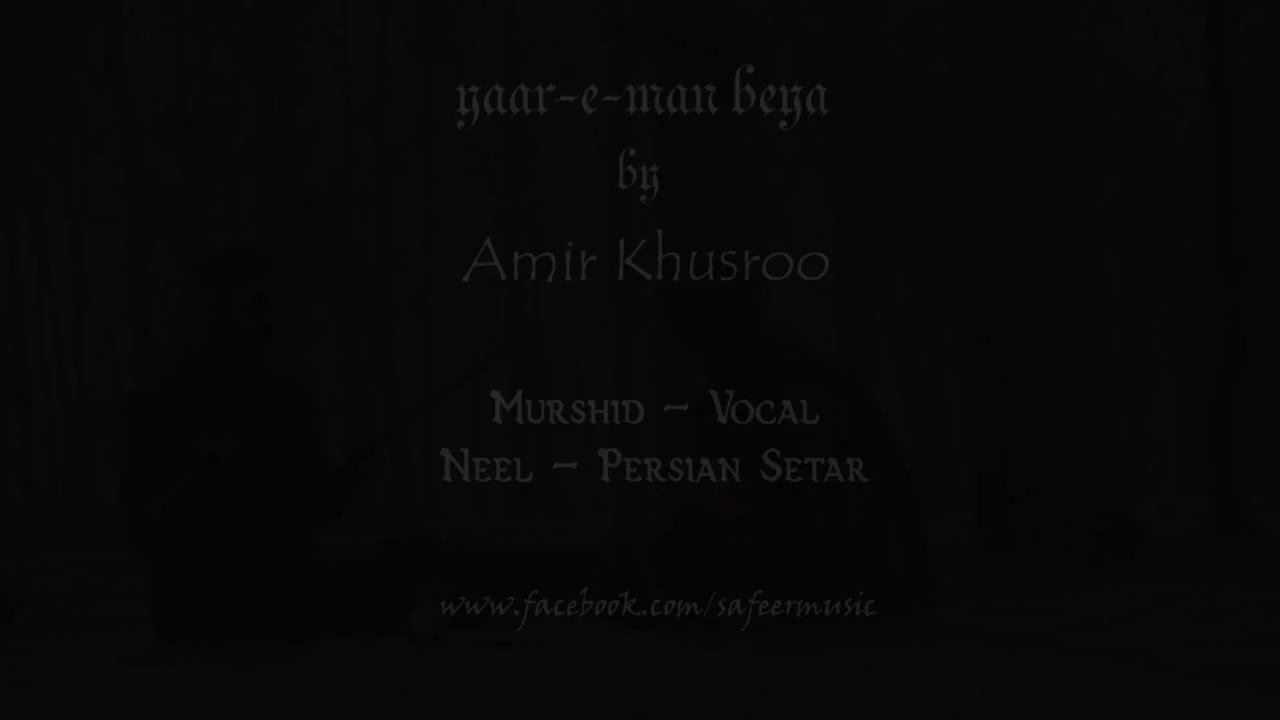 yaar-e-man beya
by
Amir Khusroo
Murshid - Vocal
Neel - Persian Setar
www.facebook.com/safeermusic